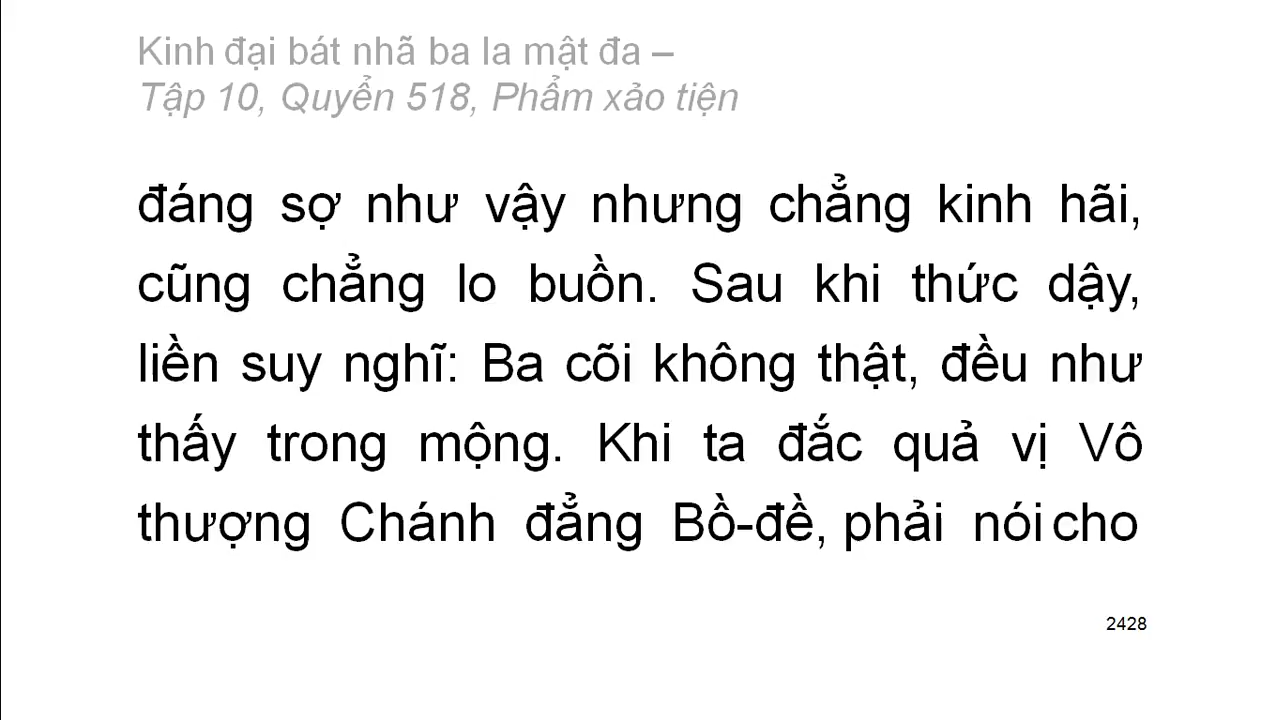 Kinh đại bát nhã ba la mật đa –
Tập 10, Quyển 518, Phẩm xảo tiện
đáng sợ như vậy nhưng chẳng kinh hãi,
cũng chẳng lo buồn. Sau khi thức dậy,
liền suy nghĩ: Ba cõi không thật, đều như
thấy trong mộng. Khi ta đắc quả vị Vô
thượng Chánh đẳng Bồ-đề, phải nói cho
2428